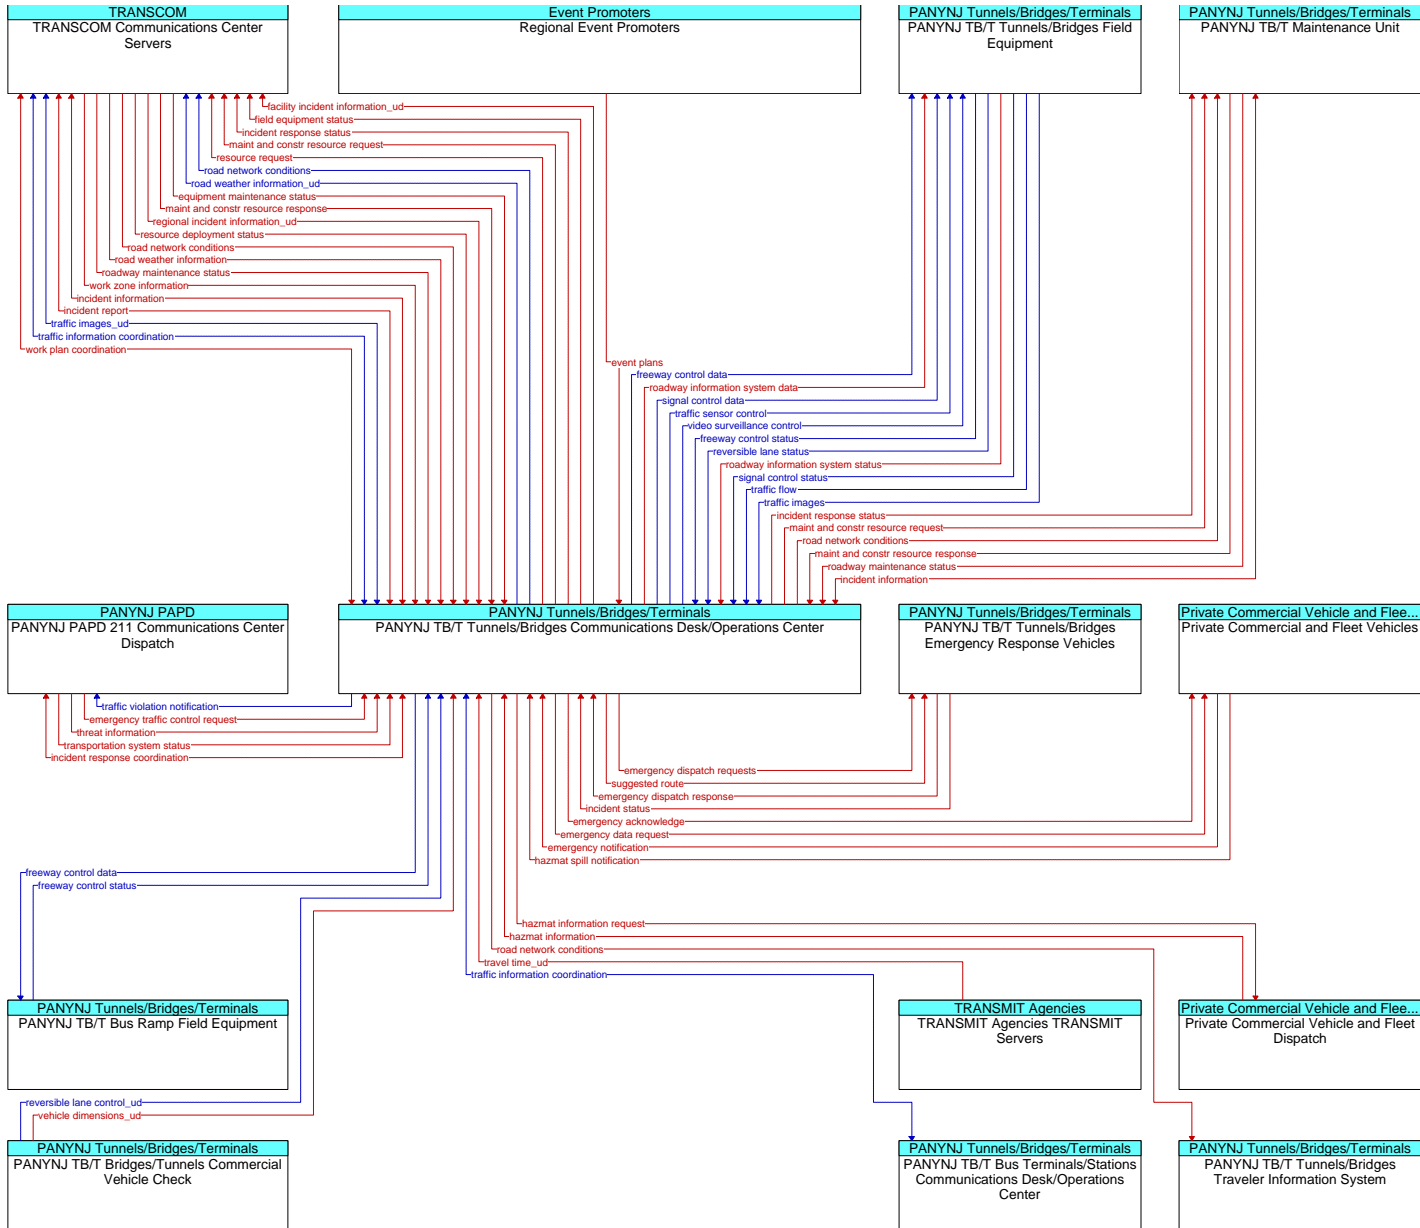 TRANSCOM
TRANSCOM Communications Center
Servers
Event Promoters
Regional Event Promoters
PANYNJ Tunnels/Bridges/Terminals
PANYNJ TB/T Tunnels/Bridges Field
Equipment
PANYNJ Tunnels/Bridges/Terminals
PANYNJ TB/T Maintenance Unit
facility incident information_ud
field equipment status
incident response status
maint and constr resource request
resource request
road network conditions
road weather information_ud
equipment maintenance status
maint and constr resource response
regional incident information_ud
resource deployment status
road network conditions
road weather information
roadway maintenance status
work zone information
incident information
incident report
traffic images_ud
traffic information coordination
work plan coordination
event plans
freeway control data
roadway information system data
signal control data
traffic sensor control
video surveillance control
freeway control status
reversible lane status
roadway information system status
signal control status
traffic flow
traffic images
incident response status
maint and constr resource request
road network conditions
maint and constr resource response
roadway maintenance status
incident information
PANYNJ PAPD
PANYNJ PAPD 211 Communications Center
Dispatch
PANYNJ Tunnels/Bridges/Terminals
PANYNJ TB/T Tunnels/Bridges Communications Desk/Operations Center
PANYNJ Tunnels/Bridges/Terminals
PANYNJ TB/T Tunnels/Bridges
Emergency Response Vehicles
Private Commercial Vehicle and Flee...
Private Commercial and Fleet Vehicles
traffic violation notification
emergency traffic control request
threat information
transportation system status
incident response coordination
emergency dispatch requests
suggested route
emergency dispatch response
incident status
emergency acknowledge
emergency data request
emergency notification
hazmat spill notification
freeway control data
freeway control status
hazmat information request
hazmat information
road network conditions
travel time_ud
traffic information coordination
PANYNJ Tunnels/Bridges/Terminals
PANYNJ TB/T Bus Ramp Field Equipment
TRANSMIT Agencies
TRANSMIT Agencies TRANSMIT
Servers
Private Commercial Vehicle and Flee...
Private Commercial Vehicle and Fleet
Dispatch
reversible lane control_ud
vehicle dimensions_ud
PANYNJ Tunnels/Bridges/Terminals
PANYNJ TB/T Bridges/Tunnels Commercial
Vehicle Check
PANYNJ Tunnels/Bridges/Terminals
PANYNJ TB/T Bus Terminals/Stations
Communications Desk/Operations
Center
PANYNJ Tunnels/Bridges/Terminals
PANYNJ TB/T Tunnels/Bridges
Traveler Information System